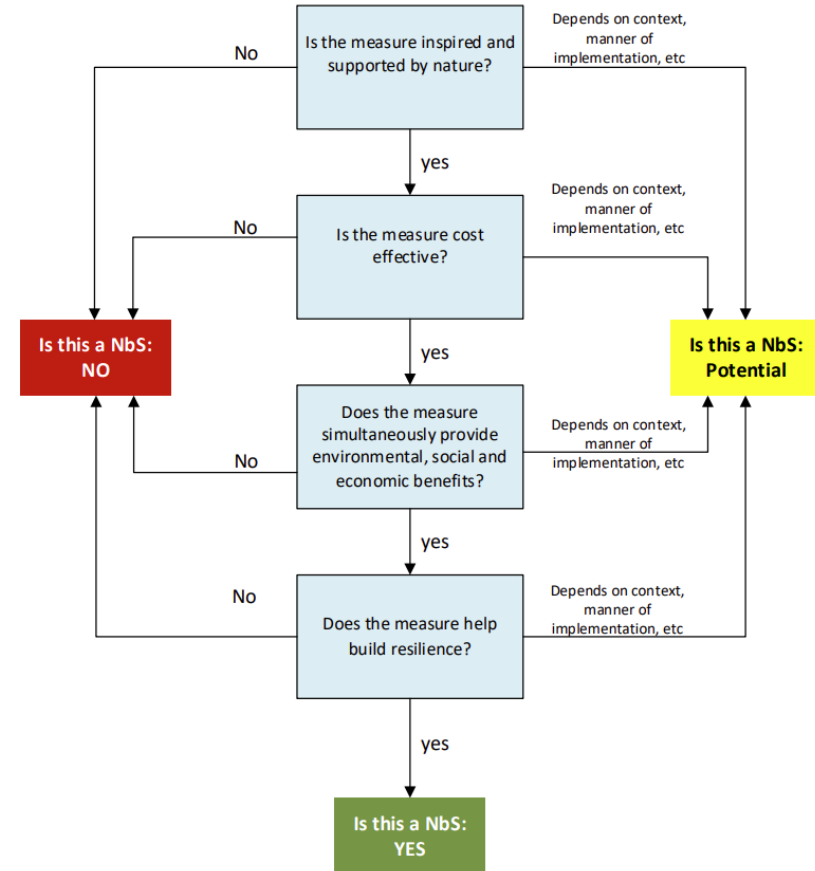 Is the measure inspired and
supported by nature?
No
Depends on context,
manner of
implementation, etc
yes
Is the measure cost
effective?
No
Depends on context,
manner of
implementation, etc
Is this a NbS:
NO
yes
Is this a NbS:
Potential
Does the measure
simultaneously provide
environmental, social and
economic benefits?
No
Depends on context,
manner of
implementation, etc
yes
Does the measure help
build resilience?
No
Depends on context,
manner of
implementation, etc
yes
Is this a NbS:
YES